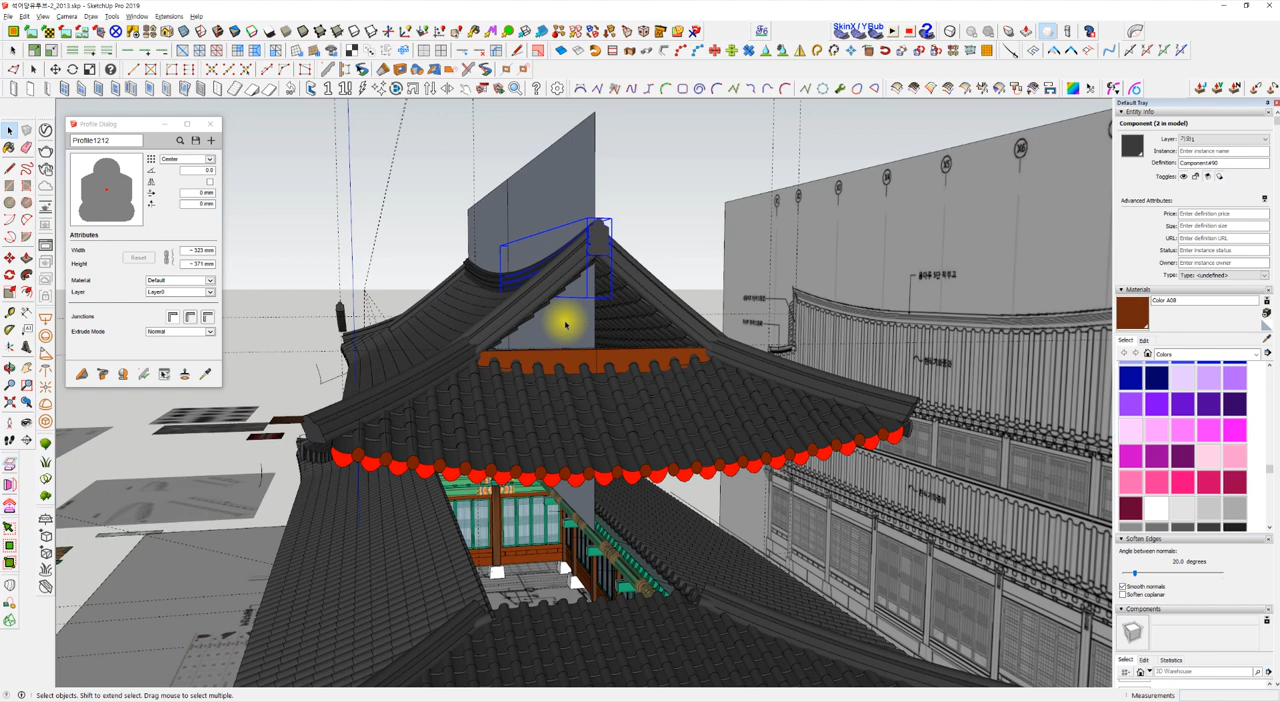 석어당유투브-2_2013.skp - SketchUp Pro 2019
File Edit View Camera Draw Tools Window Extensions Help
SkinX/YBub
Profile Dialog
Profile1212
Center
0.0
0 mm
0 mm
Attributes
Width
Reset
~ 323 mm
Height
~ 371 mm
Material
Default
Layer
Layer0
Junctions
Extrude Mode
Normal
Default Tray
Entity Info
Component (2 in model)
Layer:
Instance: Enter instance name
Definition: Component#90
Toggles:
Advanced Attributes:
Price: Enter definition price
Size: Enter definition size
URL: Enter definition URL
Status: Enter instance status
Owner: Enter instance owner
Type: Type: <undefined>
Materials
Color A08
Select Edit
Colors
Soften Edges
Angle between normals:
20.0 degrees
Smooth normals
Soften coplanar
Components
Select Edit Statistics
3D Warehouse
Select objects. Shift to extend select. Drag mouse to select multiple.
Measurements